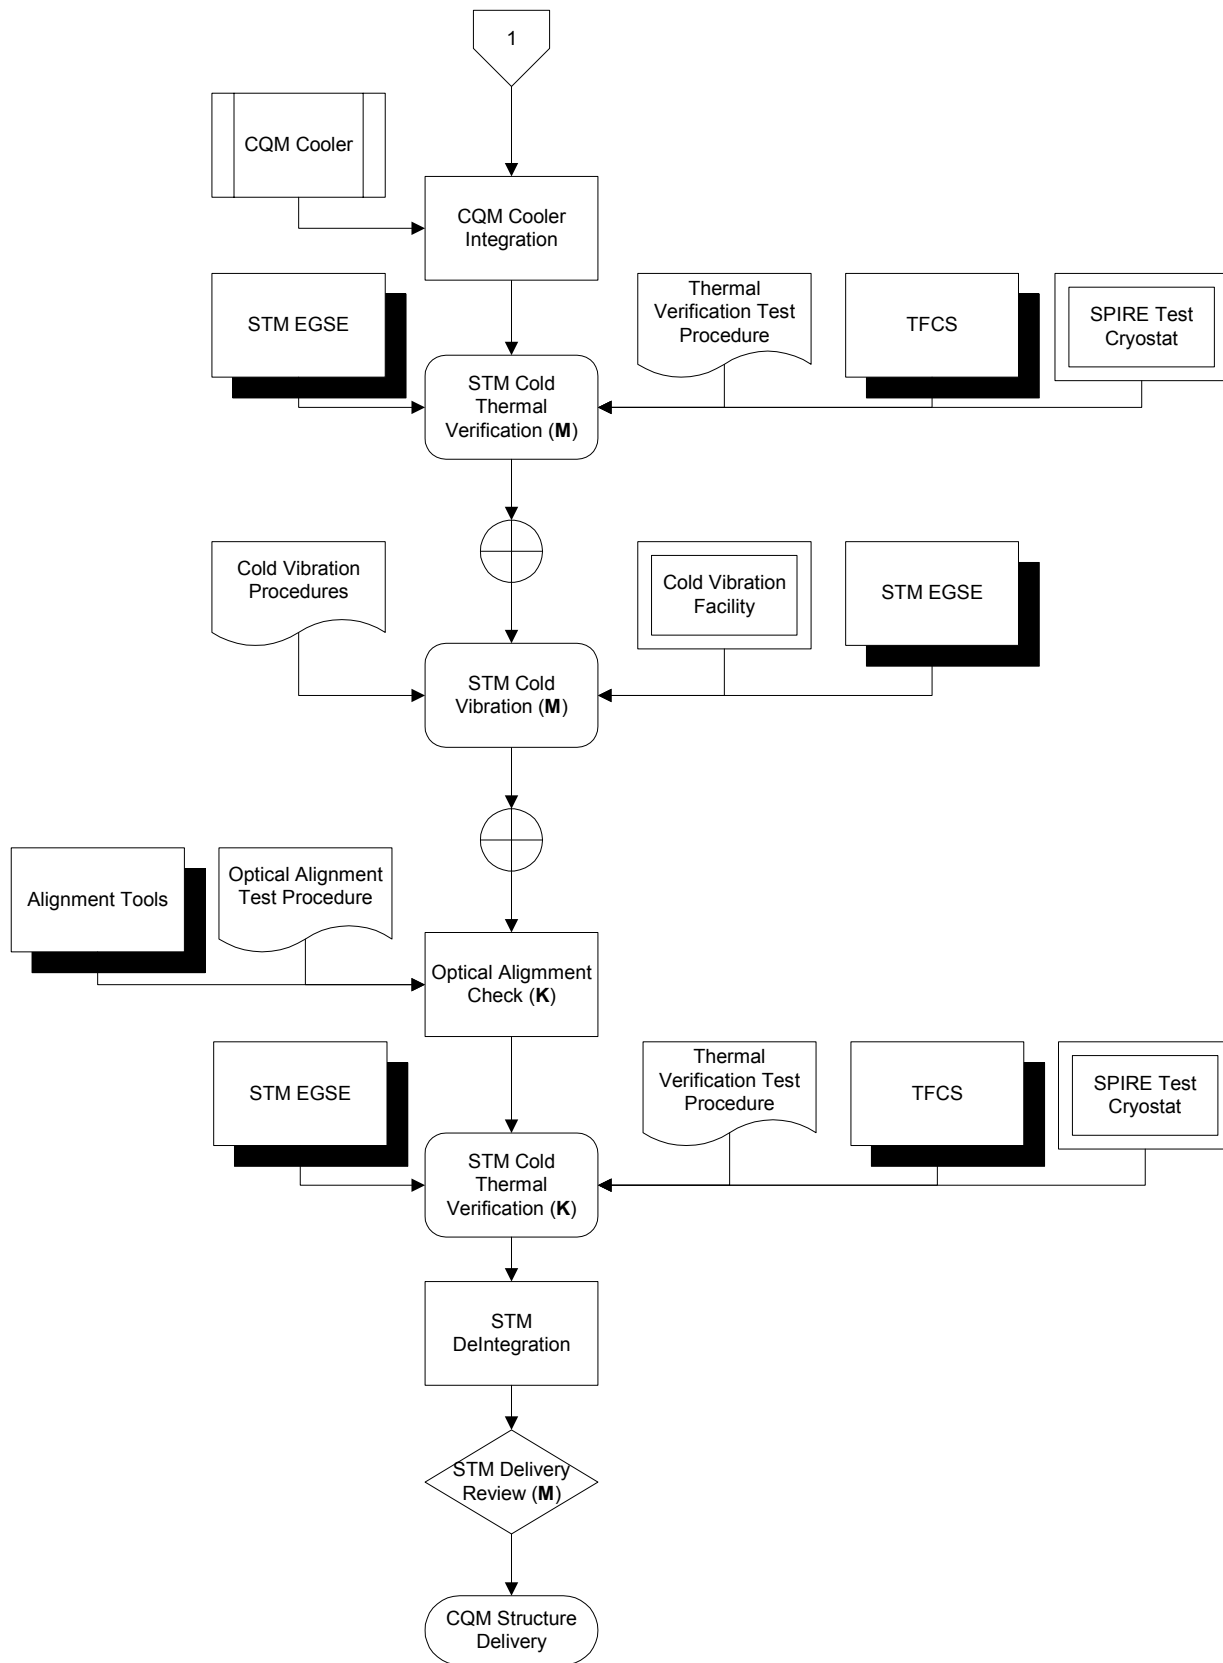 1
CQM Cooler
CQM Cooler
Integration
STM EGSE
Thermal
Verification Test
Procedure
TFCS
SPIRE Test
Cryostat
STM Cold
Thermal
Verification (M)
Cold Vibration
Procedures
Cold Vibration
Facility
STM EGSE
STM Cold
Vibration (M)
Alignment Tools
Optical Alignment
Test Procedure
Optical Alignmment
Check (K)
STM EGSE
Thermal
Verification Test
Procedure
TFCS
SPIRE Test
Cryostat
STM Cold
Thermal
Verification (K)
STM
DeIntegration
STM Delivery
Review (M)
CQM Structure
Delivery